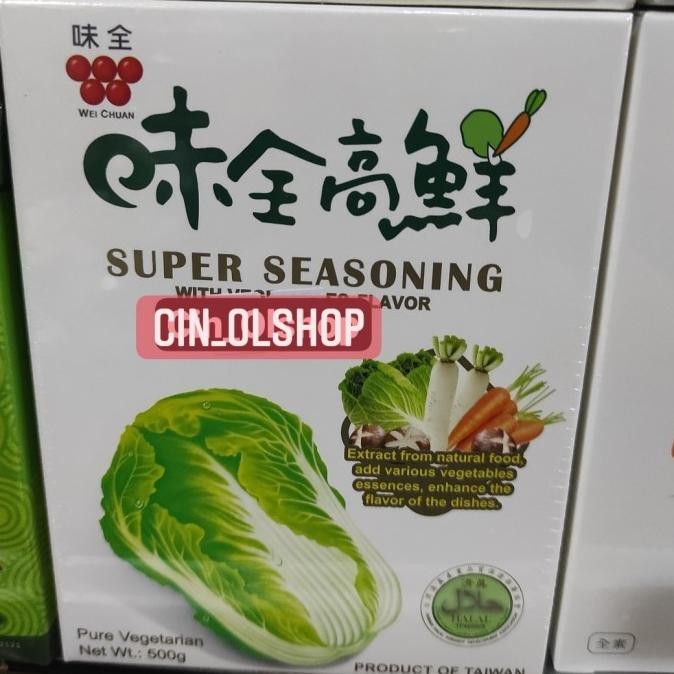 味全
WEI CHUAN
味全高鮮
SUPER SEASONING
WITH FLAVOR
CIN_OLSHOP
Extract from natural food,
add various vegetables
essences, enhance the
flavor of the dishes.
حلال
HALAL
Pure Vegetarian
Net Wt.: 500g
PRODUCT OF TAIWAN
全素